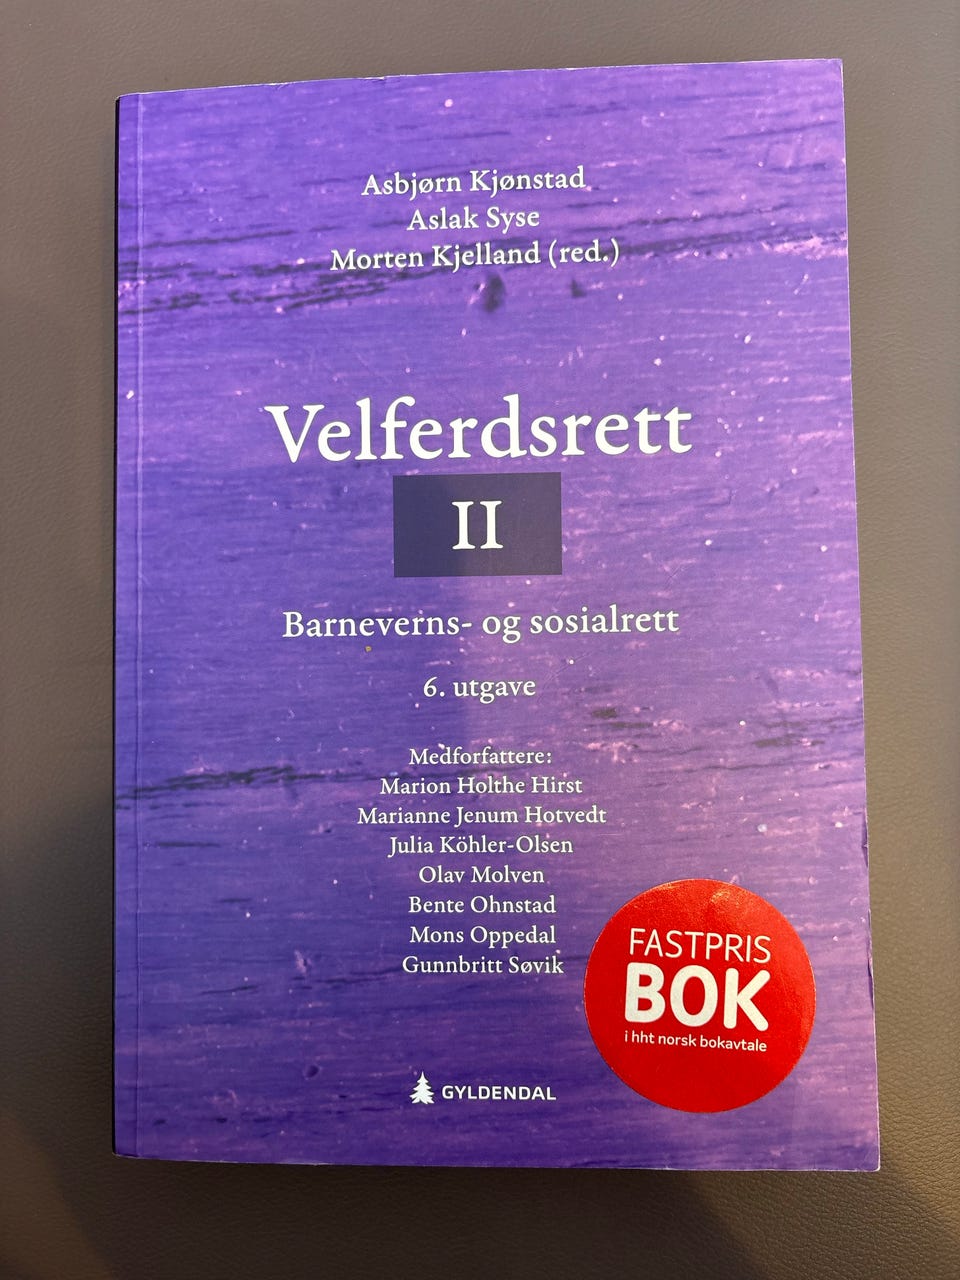 Asbjørn Kjønstad
Aslak Syse
Morten Kjelland (red.)
Velferdsrett
II
Barneverns- og sosialrett
6. utgave
Medforfattere:
Marion Holthe Hirst
Marianne Jenum Hotvedt
Julia Köhler-Olsen
Olav Molven
Bente Ohnstad
Mons Oppedal
Gunnbritt Søvik
FASTPRIS
BOK
i hht norsk bokavtale
GYLDENDAL